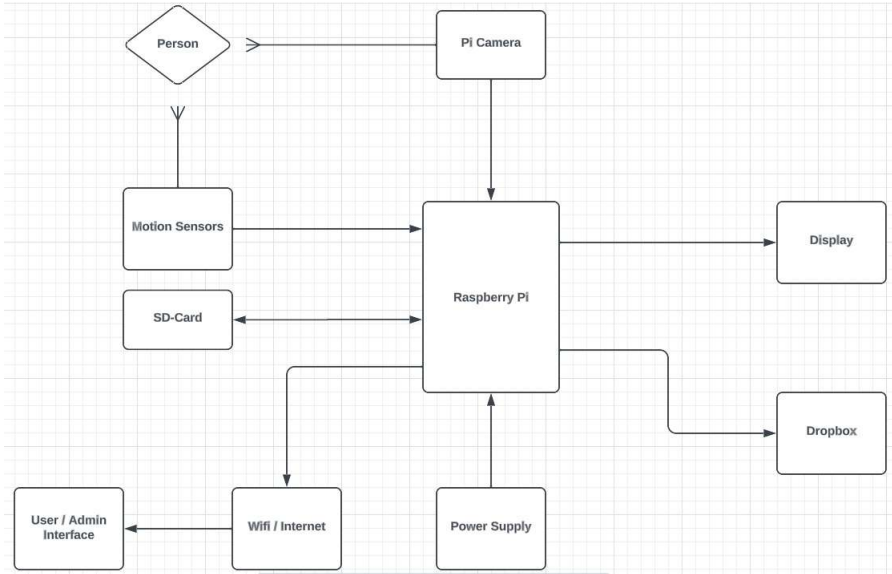 Person
Pi Camera
Motion Sensors
Raspberry Pi
Display
SD-Card
Dropbox
User / Admin
Interface
Wifi / Internet
Power Supply